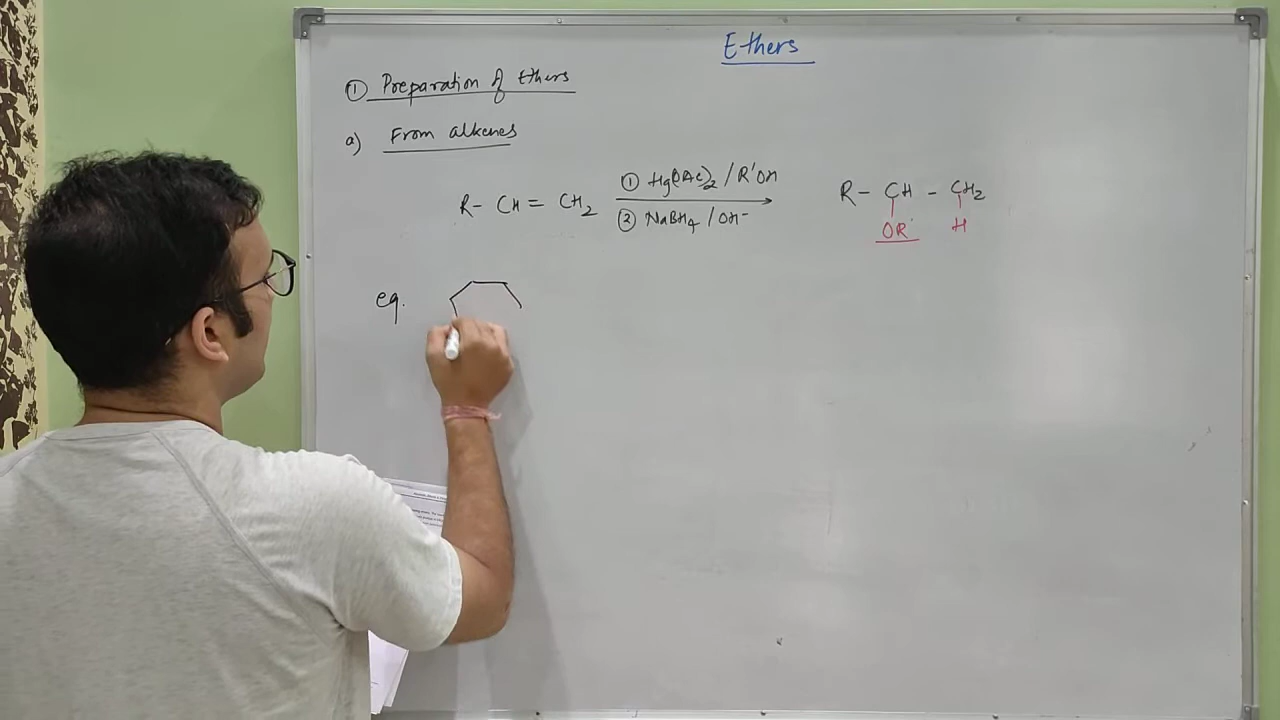 Ethers
① Preparation of Ethers
a) From alkenes
R- CH = CH2 ① Hg(OAc)2 / R'OH ② NaBH4 / OH- R- CH - CH2
OR' H
eg.